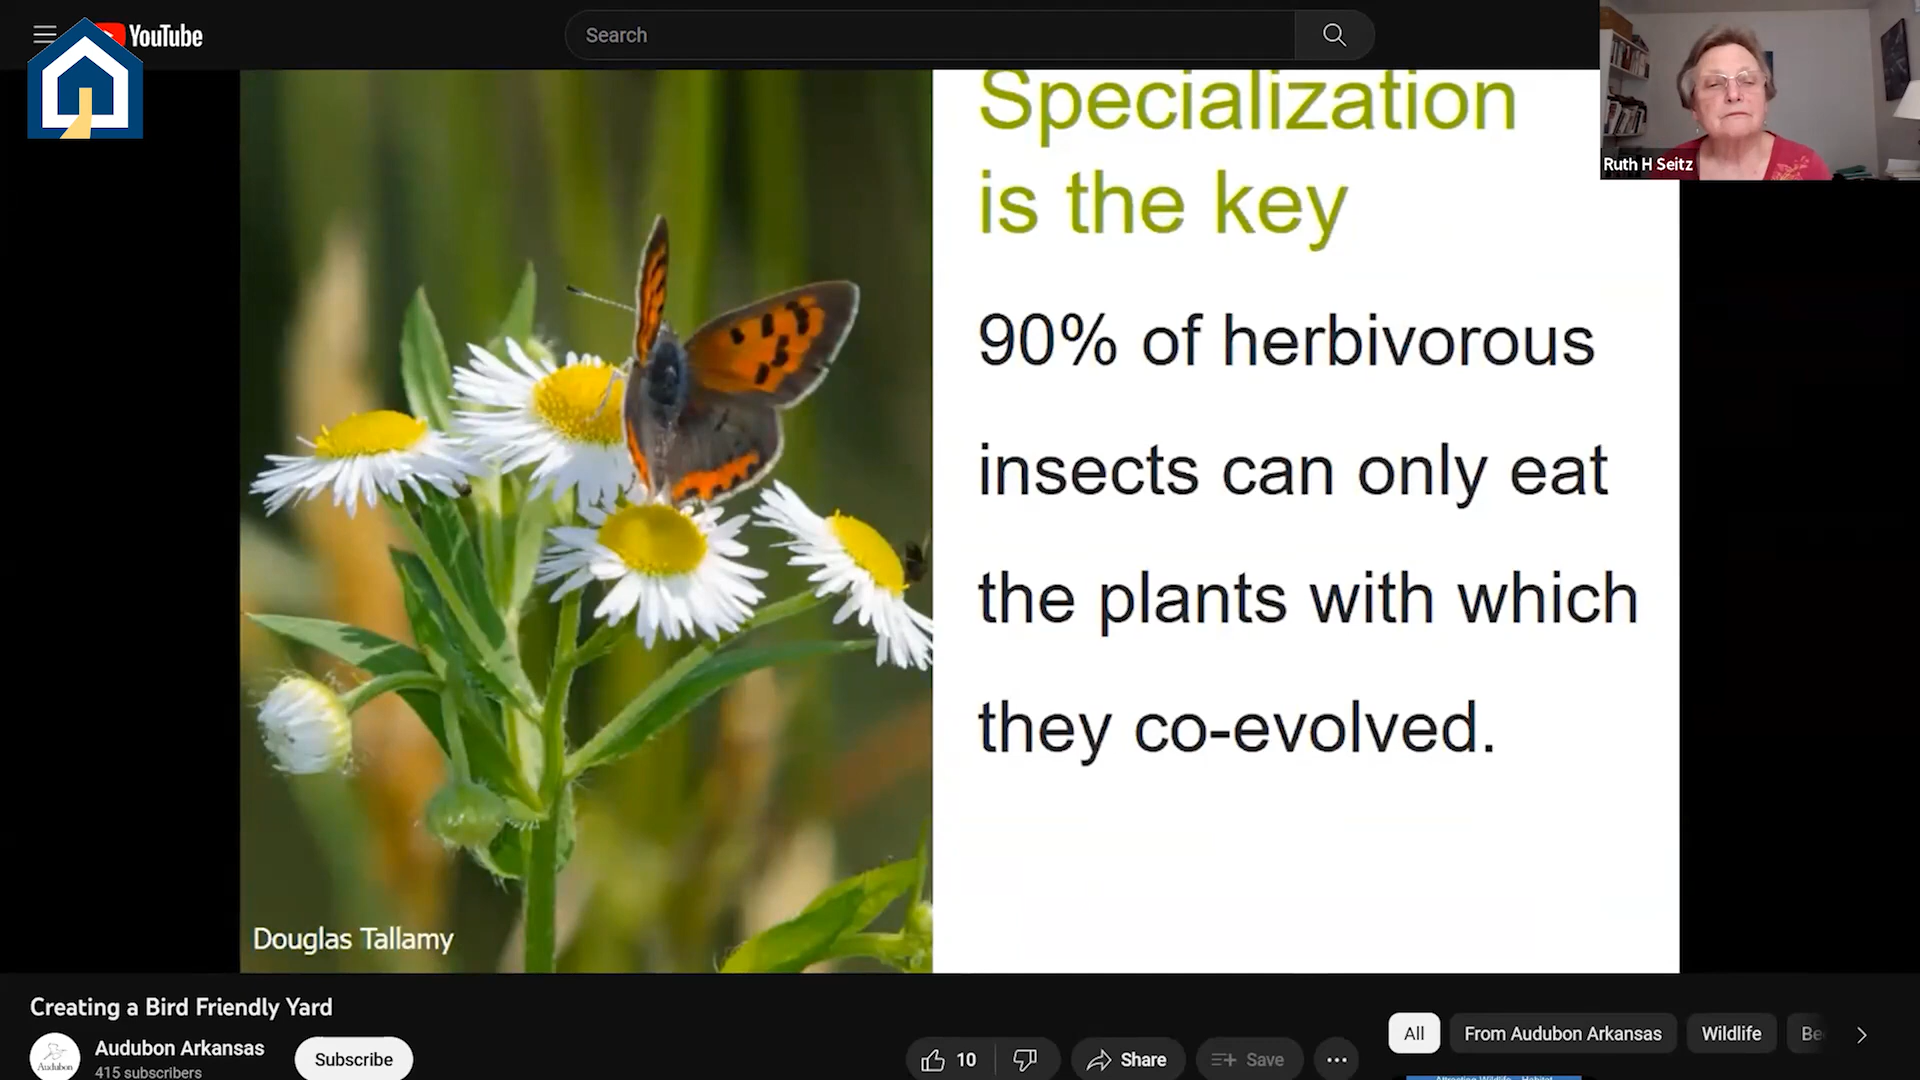 YouTube
Search
Ruth H Seitz
Specialization
is the key
90% of herbivorous
insects can only eat
the plants with which
they co-evolved.
Douglas Tallamy
Creating a Bird Friendly Yard
Audubon
Audubon Arkansas
415 subscribers
Subscribe
10
Share
Save
All
From Audubon Arkansas
Wildlife